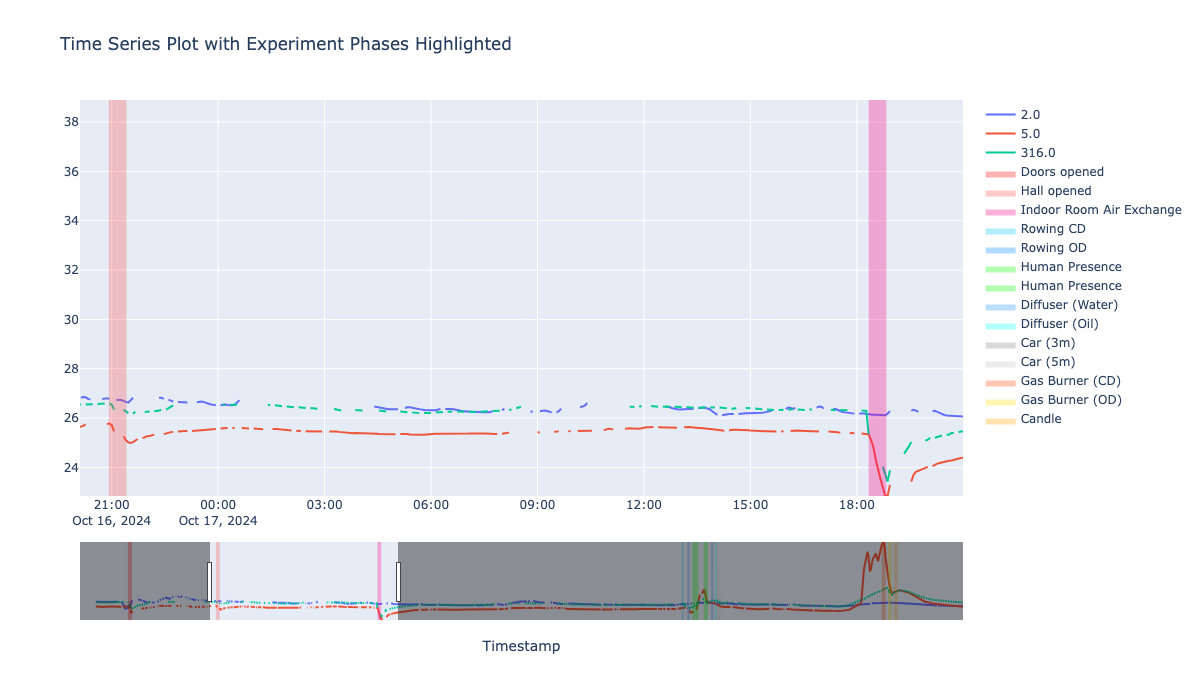 Time Series Plot with Experiment Phases Highlighted
38
36
34
32
30
28
26
24
21:00
Oct 16, 2024
00:00
Oct 17, 2024
03:00
06:00
09:00
12:00
15:00
18:00
Timestamp
2.0
5.0
316.0
Doors opened
Hall opened
Indoor Room Air Exchange
Rowing CD
Rowing OD
Human Presence
Human Presence
Diffuser (Water)
Diffuser (Oil)
Car (3m)
Car (5m)
Gas Burner (CD)
Gas Burner (OD)
Candle